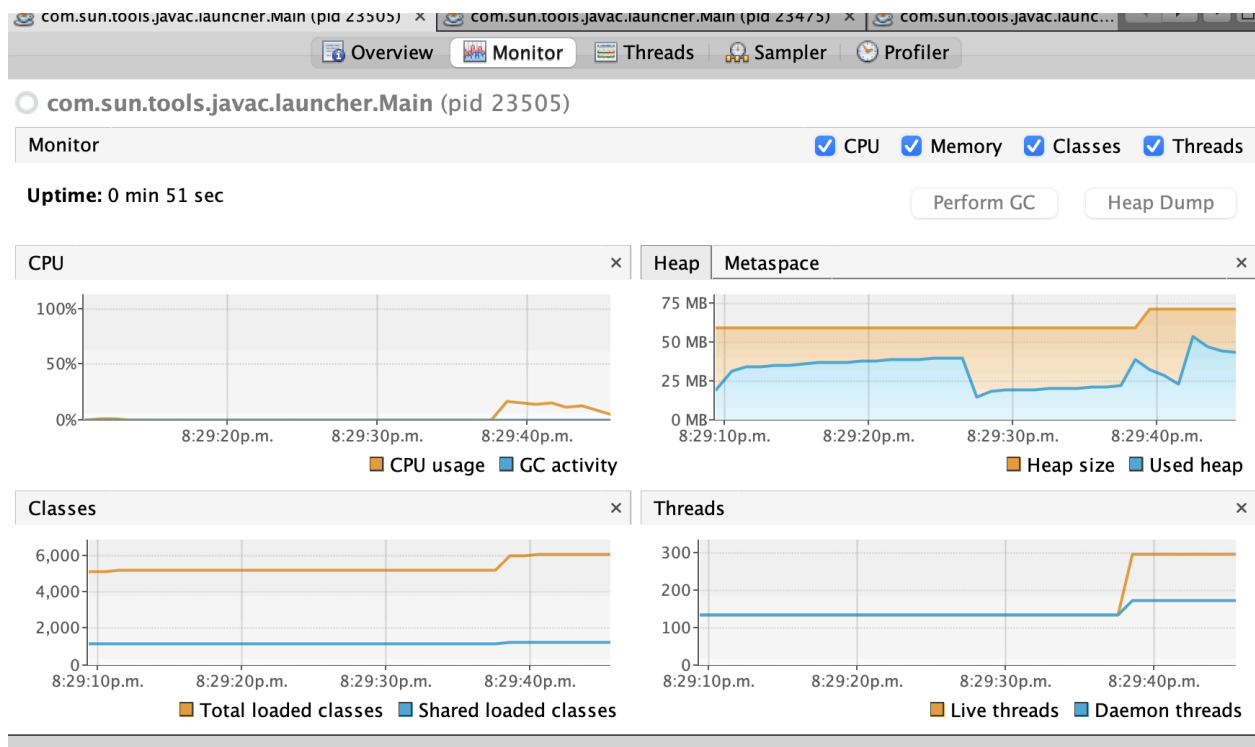 com.sun.tools.javac.launcher.Main (pid 23505) × com.sun.tools.javac.launcher.Main (pid 23475) × com.sun.tools.javac.launc...
Overview Monitor Threads Sampler Profiler
com.sun.tools.javac.launcher.Main (pid 23505)
Monitor CPU Memory Classes Threads
Uptime: 0 min 51 sec
Perform GC Heap Dump
CPU ×
100%
50%
0%
8:29:20p.m. 8:29:30p.m. 8:29:40p.m.
CPU usage GC activity
Heap Metaspace ×
75 MB
50 MB
25 MB
0 MB
8:29:10p.m. 8:29:20p.m. 8:29:30p.m. 8:29:40p.m.
Heap size Used heap
Classes ×
6,000
4,000
2,000
0
8:29:10p.m. 8:29:20p.m. 8:29:30p.m. 8:29:40p.m.
Total loaded classes Shared loaded classes
Threads ×
300
200
100
0
8:29:10p.m. 8:29:20p.m. 8:29:30p.m. 8:29:40p.m.
Live threads Daemon threads